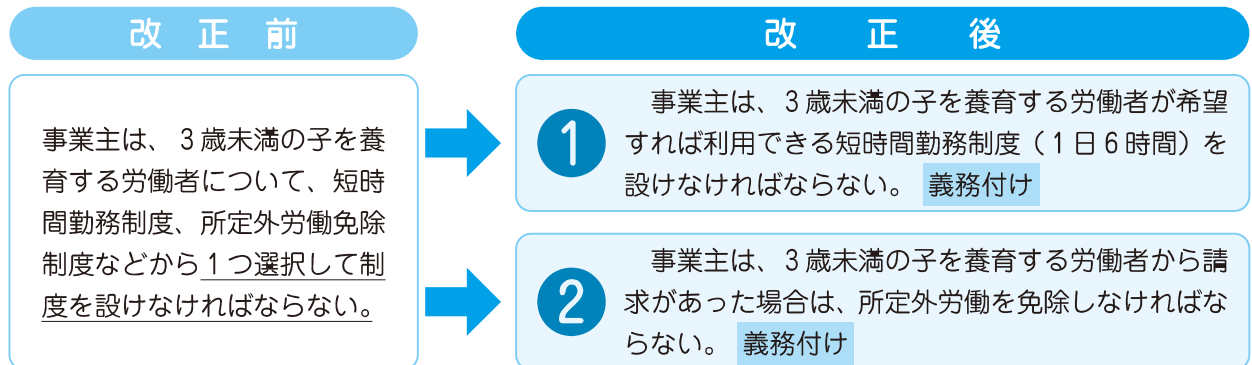 改正前
事業主は、3歳未満の子を養
育する労働者について、短時
間勤務制度、所定外労働免除
制度などから1つ選択して制
度を設けなければならない。
改正後
1
事業主は、3歳未満の子を養育する労働者が希望
すれば利用できる短時間勤務制度(1日6時間)を
設けなければならない。 義務付け
2
事業主は、3歳未満の子を養育する労働者から請
求があった場合は、所定外労働を免除しなければな
らない。 義務付け